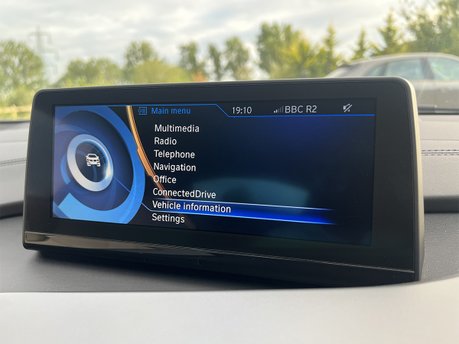 Main menu 19:10 BBC R2
Multimedia
Radio
Telephone
Navigation
Office
ConnectedDrive
Vehicle information
Settings